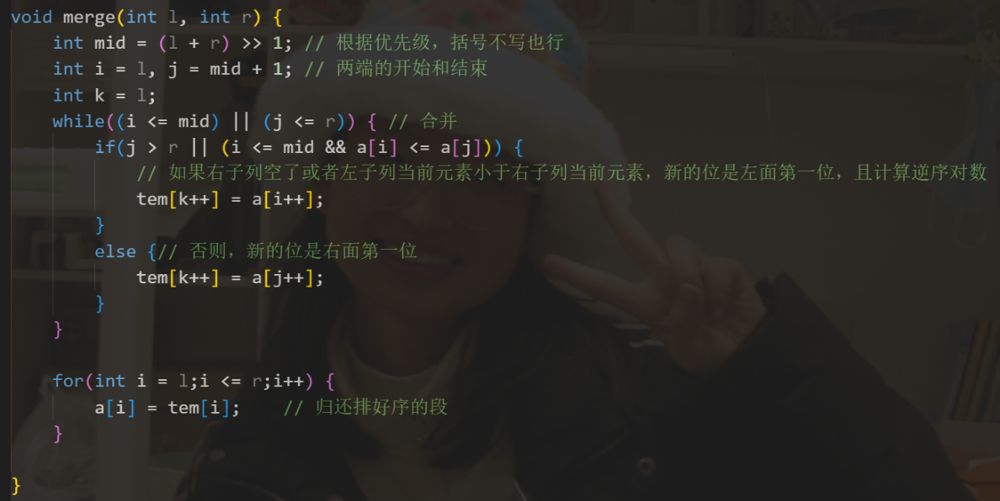 void merge(int l, int r) {
    int mid = (l + r) >> 1; // 根据优先级，括号不写也行
    int i = l, j = mid + 1; // 两端的开始和结束
    int k = l;
    while((i <= mid) || (j <= r)) { // 合并
        if(j > r || (i <= mid && a[i] <= a[j])) {
            // 如果右子列空了或者左子列当前元素小于右子列当前元素，新的位是左面第一位，且计算逆序对数
            tem[k++] = a[i++];
        }
        else {// 否则，新的位是右面第一位
            tem[k++] = a[j++];
        }
    }
    for(int i = l;i <= r;i++) {
        a[i] = tem[i];    // 归还排好序的段
    }
}